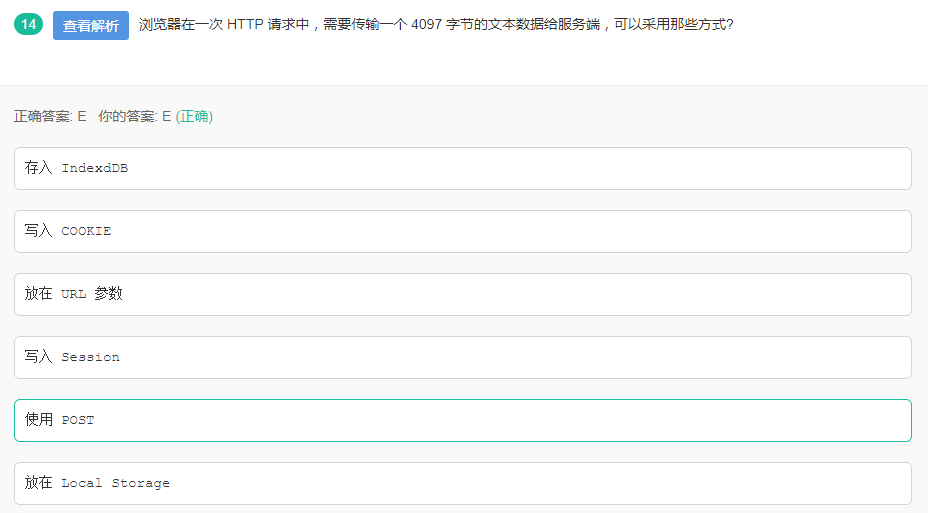 14 查看解析 浏览器在一次 HTTP 请求中，需要传输一个 4097 字节的文本数据给服务端，可以采用那些方式?
正确答案: E 你的答案: E (正确)
存入 IndexdDB
写入 COOKIE
放在 URL 参数
写入 Session
使用 POST
放在 Local Storage